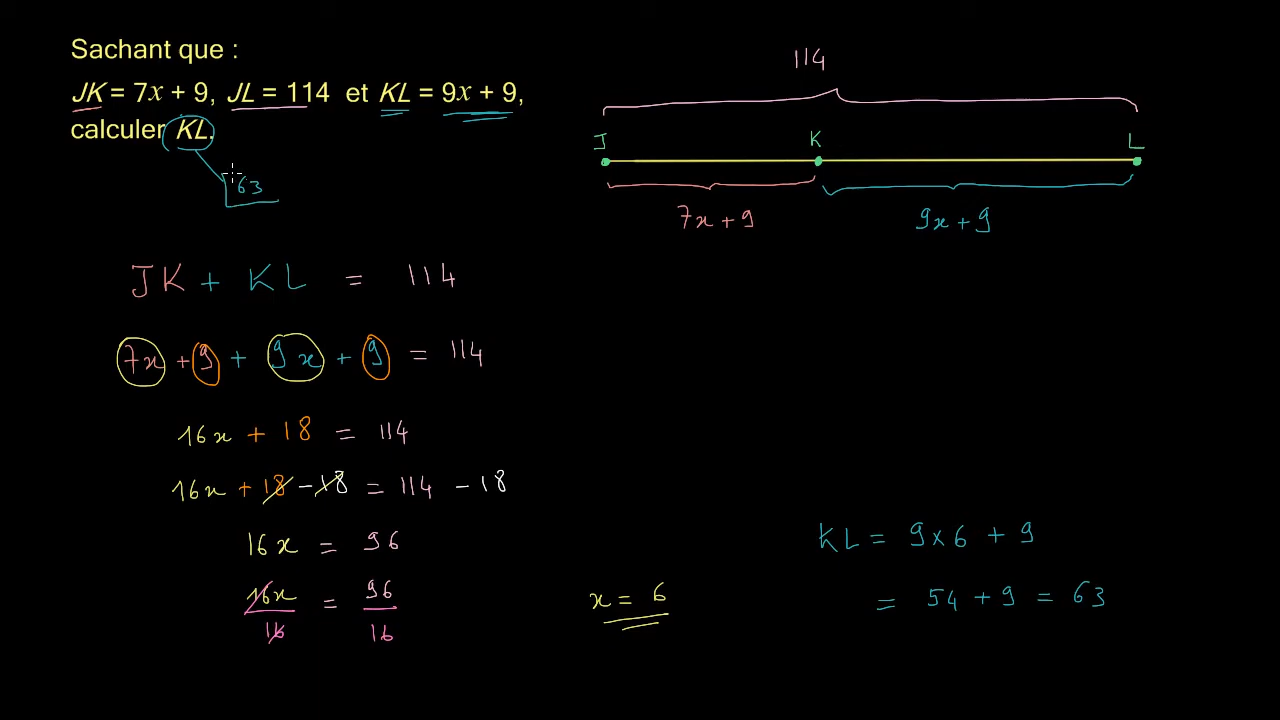 Sachant que :
JK = 7x + 9, JL = 114 et KL = 9x + 9,
calculer KL.
63
114
J K L
7x + 9 9x + 9
JK + KL = 114
7x + 9 + 9x + 9 = 114
16x + 18 = 114
16x + 18 - 18 = 114 - 18
16x = 96
16x/16 = 96/16
x = 6
KL = 9 × 6 + 9
= 54 + 9 = 63